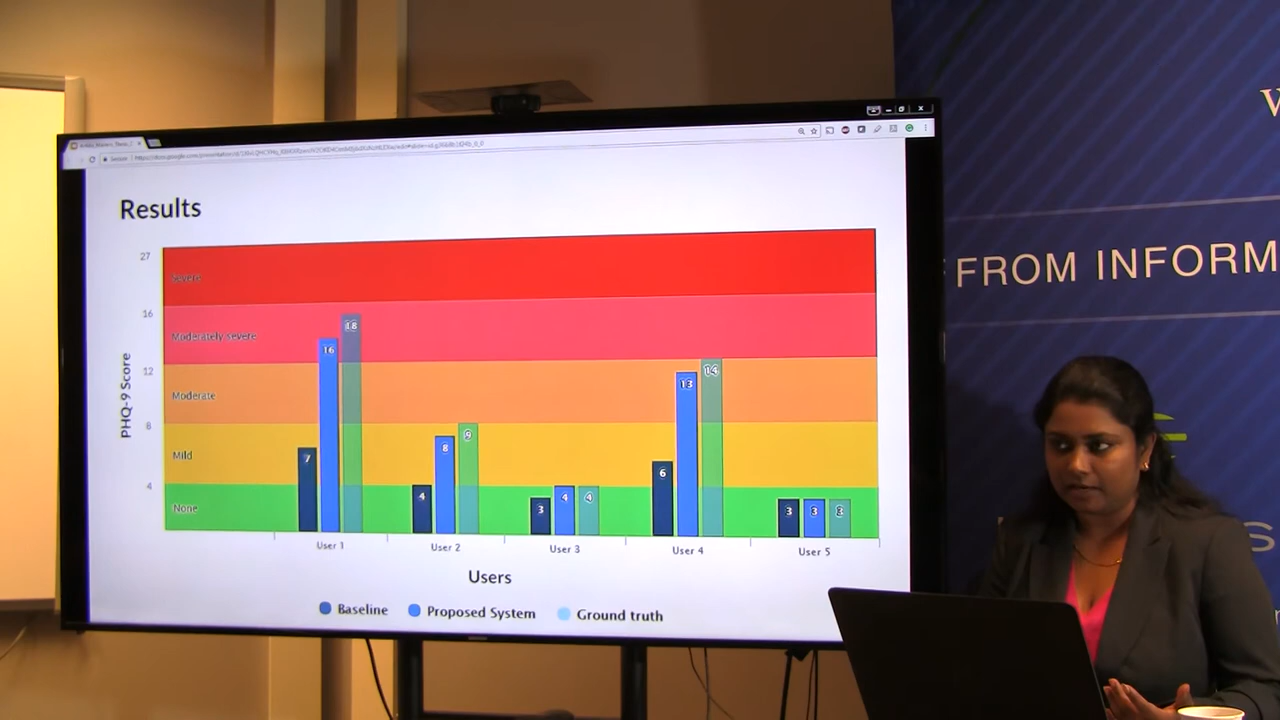 Secure
Results
27
Severe
16
Moderately severe
12
Moderate
8
Mild
4
None
PHQ-9 Score
7
16
18
4
8
9
3
4
4
6
13
14
3
3
3
User 1
User 2
User 3
User 4
User 5
Users
Baseline
Proposed System
Ground truth
FROM INFORM